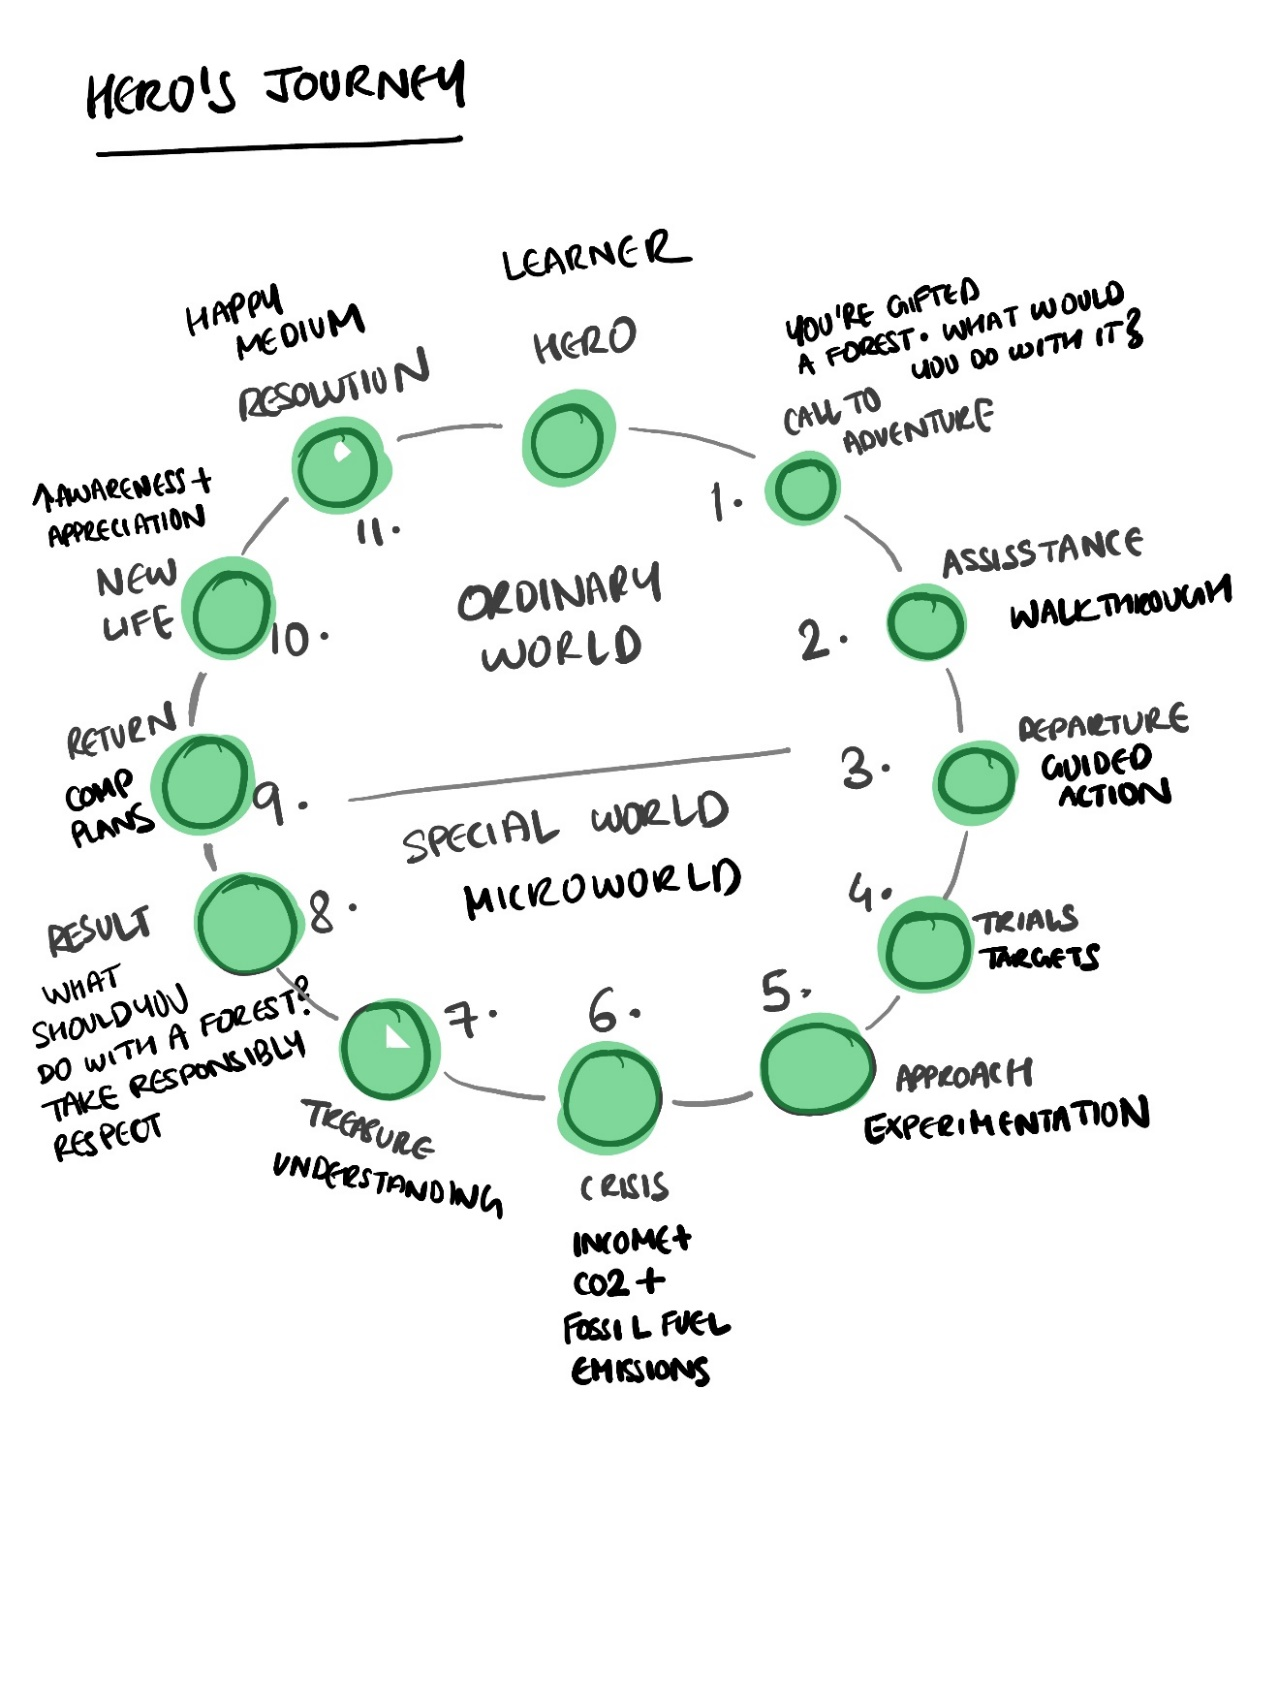 HERO'S JOURNEY
LEARNER
HERO
YOU'RE GIFTED
A FOREST. WHAT WOULD
YOU DO WITH IT?
CALL TO
ADVENTURE
1.
ASSISSTANCE
WALKTHROUGH
2.
DEPARTURE
GUIDED
ACTION
3.
4.
TRIALS
TARGETS
5.
APPROACH
EXPERIMENTATION
6.
CRISIS
INCOME+
CO2+
FOSSIL FUEL
EMISSIONS
7.
TREASURE
UNDERSTANDING
8.
RESULT
WHAT
SHOULD YOU
DO WITH A FOREST?
TAKE RESPONSIBLY
RESPECT
RETURN
COMP
PLANS
9.
↑AWARENESS+
APPRECIATION
NEW
LIFE
10.
HAPPY
MEDIUM
RESOLUTION
11.
ORDINARY
WORLD
SPECIAL WORLD
MICROWORLD